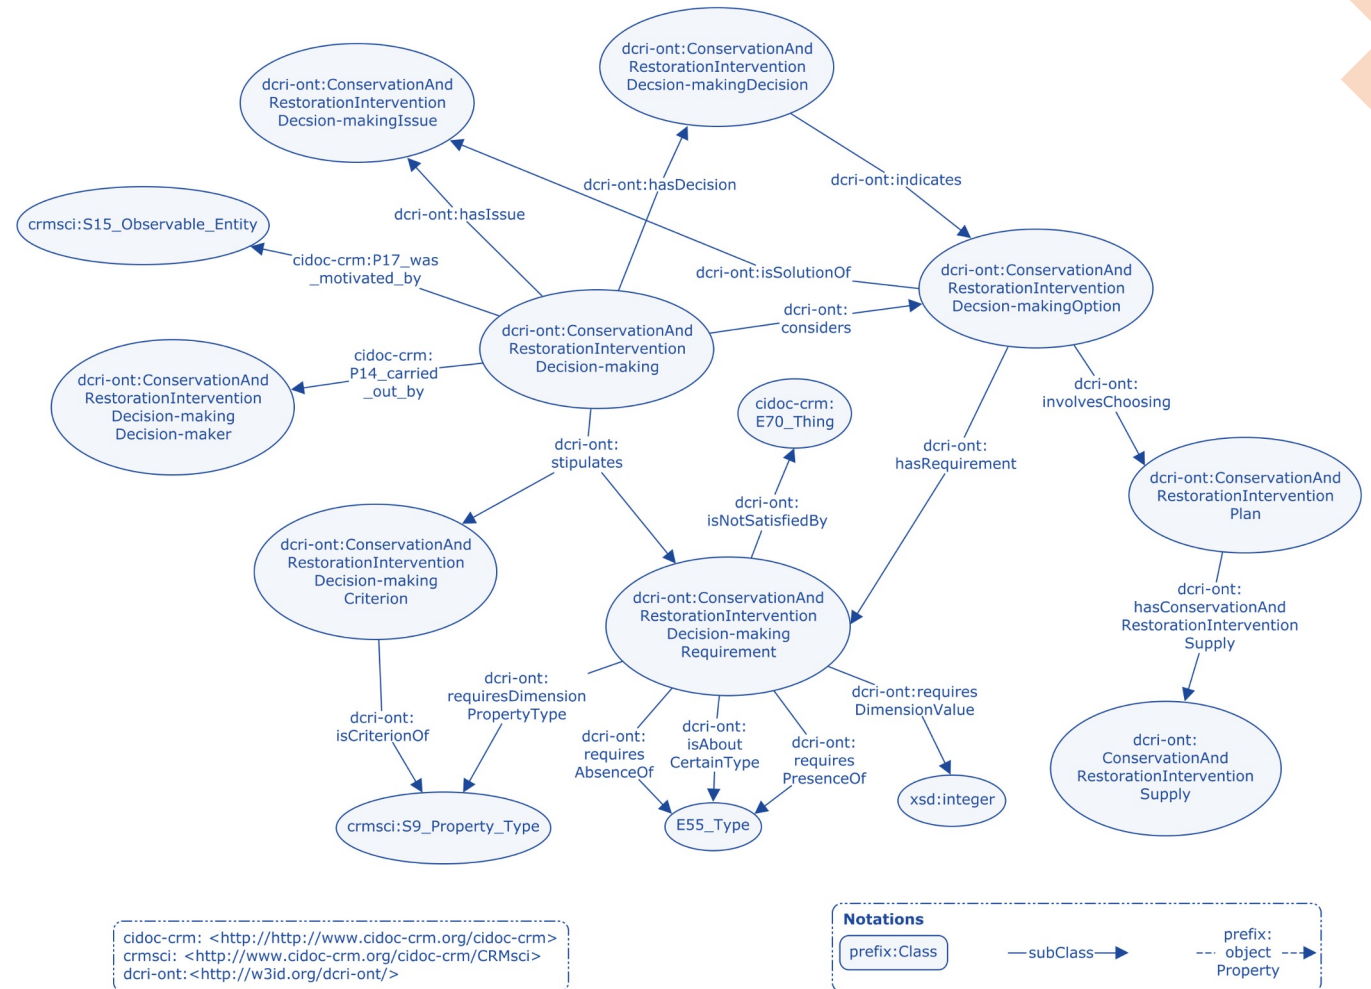 dcri-ont:ConservationAnd
RestorationIntervention
Decsion-makingDecision
dcri-ont:ConservationAnd
RestorationIntervention
Decsion-makingIssue
dcri-ont:hasDecision
dcri-ont:indicates
dcri-ont:hasIssue
crmsci:S15_Observable_Entity
cidoc-crm:P17_was
_motivated_by
dcri-ont:isSolutionOf
dcri-ont:ConservationAnd
RestorationIntervention
Decsion-makingOption
dcri-ont:
considers
dcri-ont:ConservationAnd
RestorationIntervention
Decision-making
cidoc-crm:
P14_carried
_out_by
dcri-ont:ConservationAnd
RestorationIntervention
Decision-making
Decision-maker
cidoc-crm:
E70_Thing
dcri-ont:
involvesChoosing
dcri-ont:
stipulates
dcri-ont:
hasRequirement
dcri-ont:ConservationAnd
RestorationIntervention
Plan
dcri-ont:
isNotSatisfiedBy
dcri-ont:ConservationAnd
RestorationIntervention
Decision-making
Criterion
dcri-ont:ConservationAnd
RestorationIntervention
Decision-making
Requirement
dcri-ont:
hasConservationAnd
RestorationIntervention
Supply
dcri-ont:
requiresDimension
PropertyType
dcri-ont:requires
DimensionValue
dcri-ont:
isCriterionOf
dcri-ont:
requires
AbsenceOf
dcri-ont:
isAbout
CertainType
dcri-ont:
requires
PresenceOf
dcri-ont:
ConservationAnd
RestorationIntervention
Supply
crmsci:S9_Property_Type
E55_Type
xsd:integer
cidoc-crm: <http://http://www.cidoc-crm.org/cidoc-crm>
crmsci: <http://www.cidoc-crm.org/cidoc-crm/CRMsci>
dcri-ont:<http://w3id.org/dcri-ont/>
Notations
prefix:Class
subClass
prefix:
object
Property